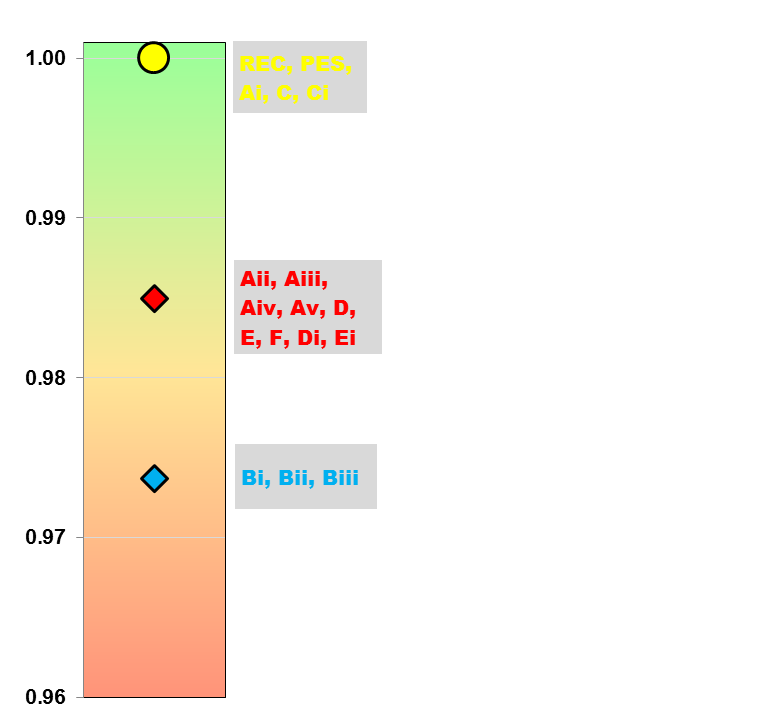 1.00
REC, PES,
Ai, C, Ci
0.99
Aii, Aiii,
Aiv, Av, D,
E, F, Di, Ei
0.98
Bi, Bii, Biii
0.97
0.96